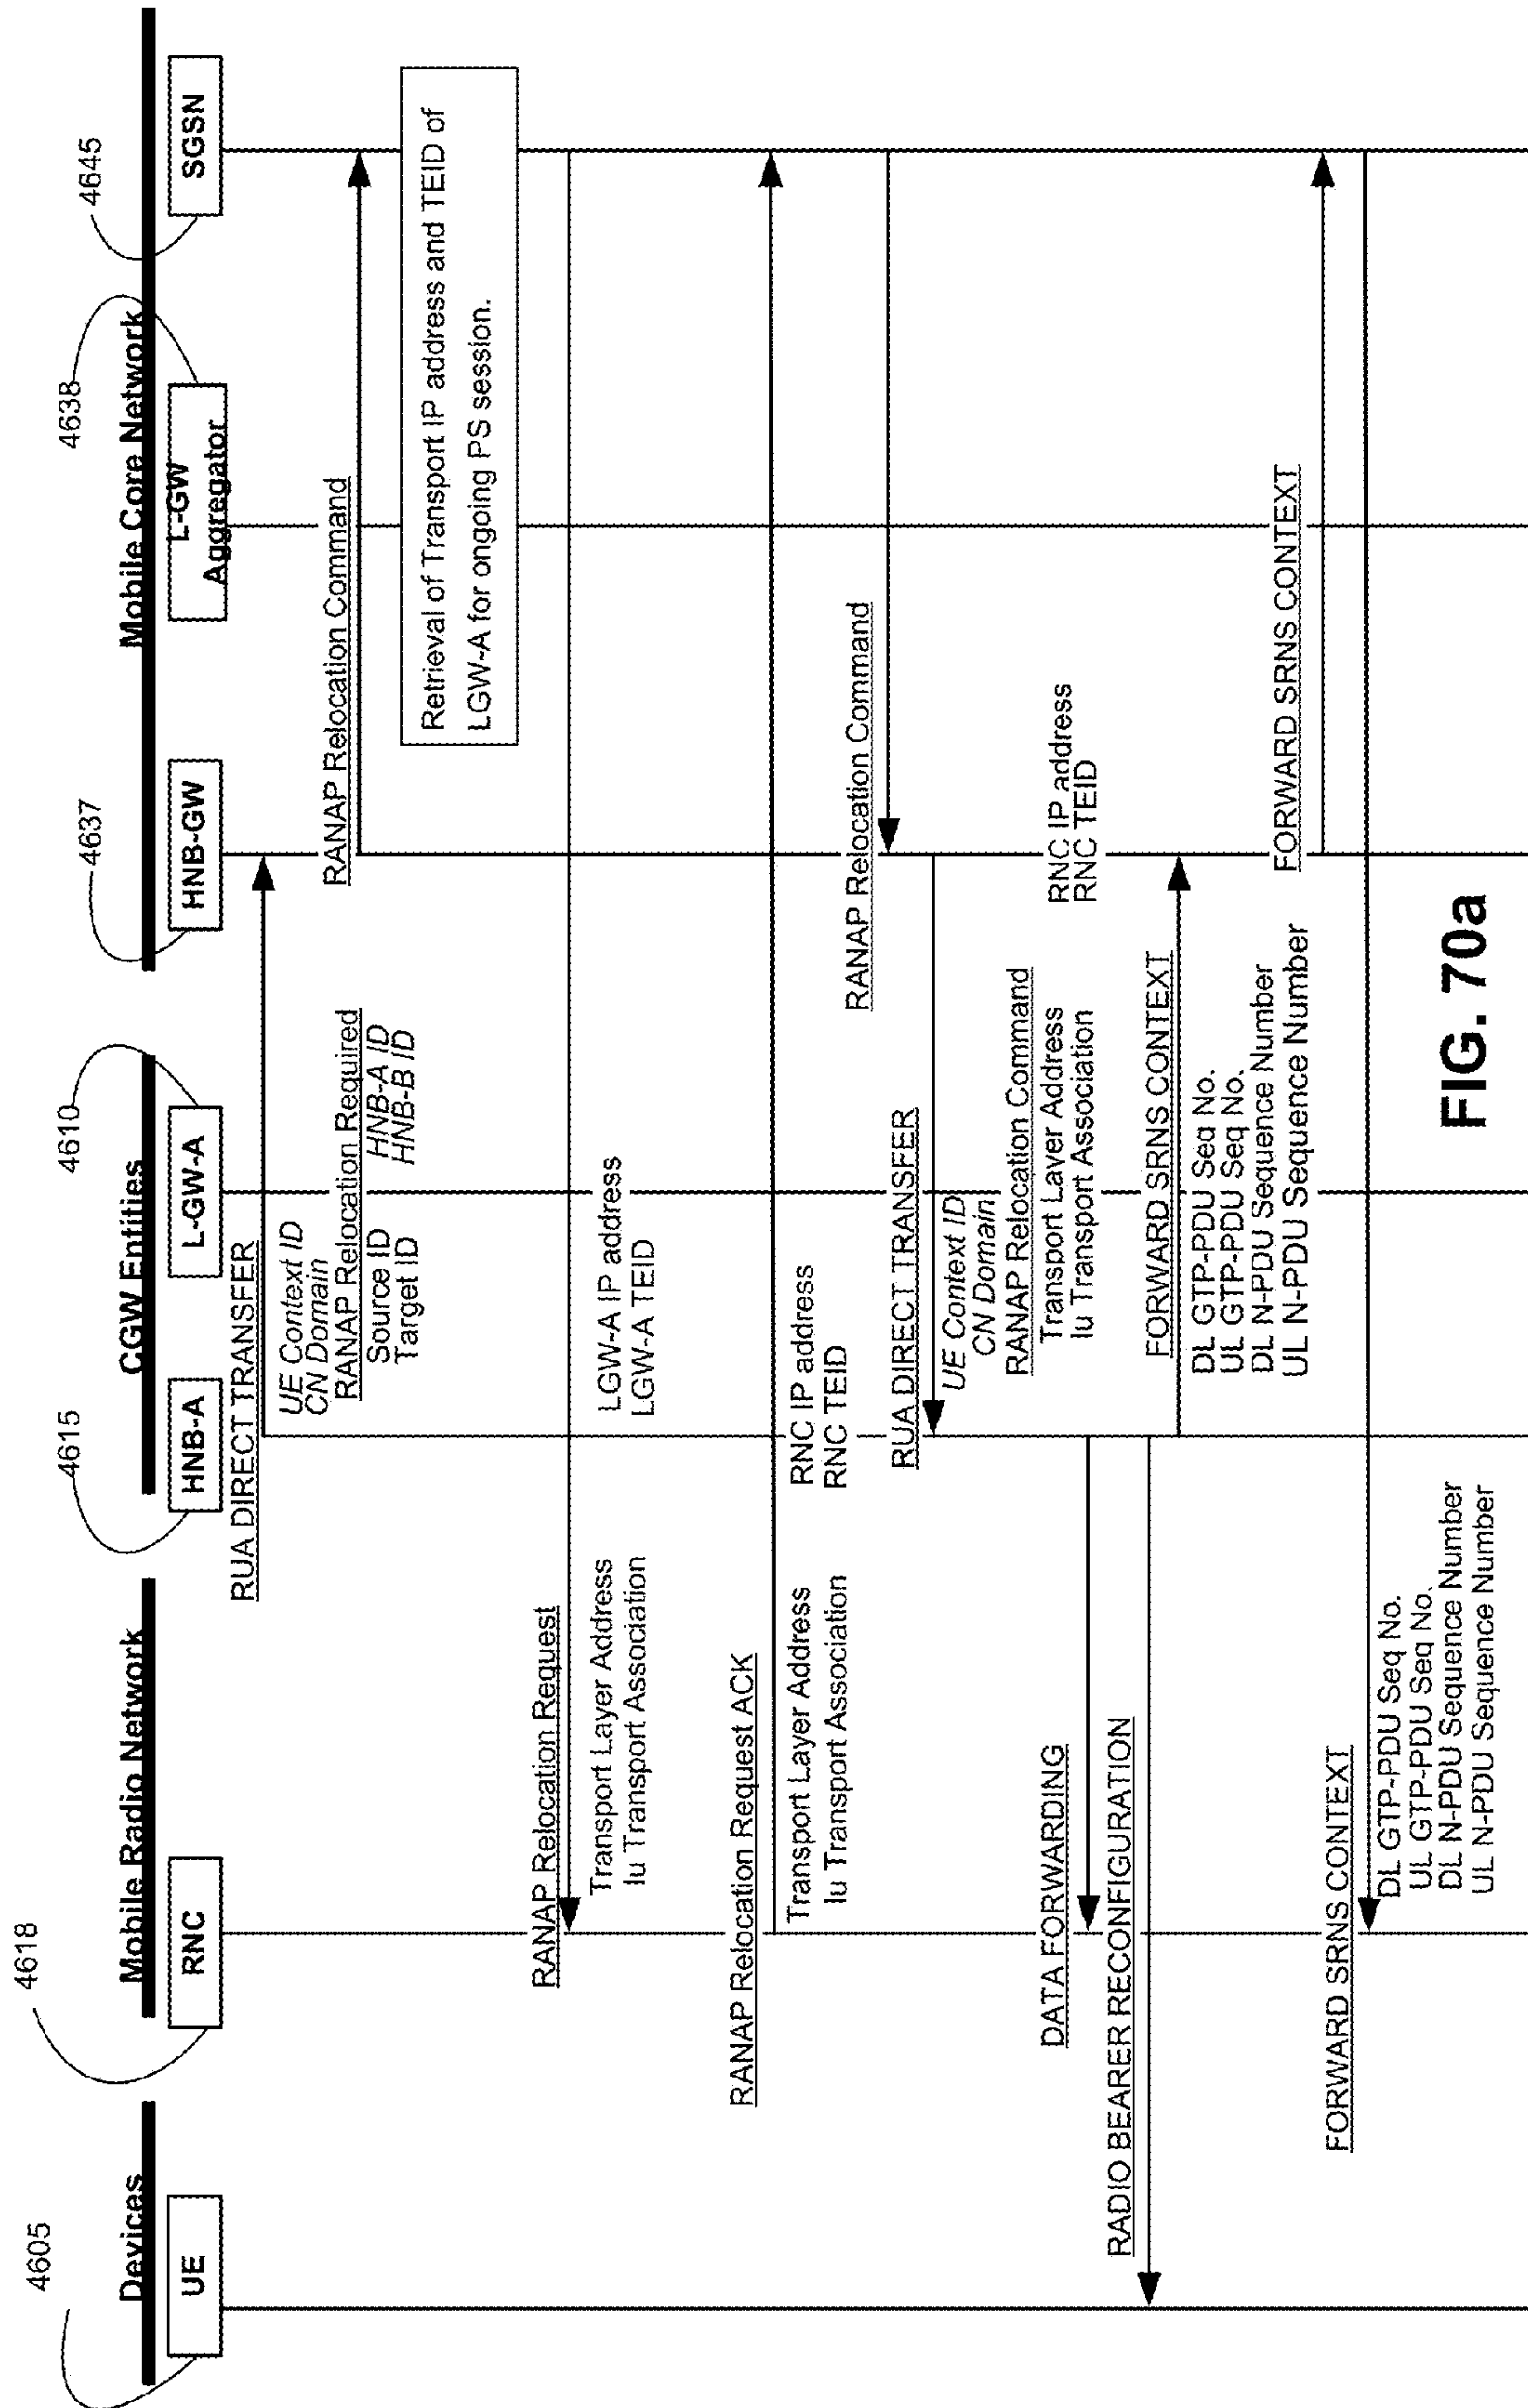 4605
4618
4615
4610
4637
4638
4645
Devices
Mobile Radio Network
CGW Entities
Mobile Core Network
UE
RNC
HNB-A
L-GW-A
HNB-GW
L-GW
Aggregator
SGSN
RUA DIRECT TRANSFER
UE Context ID
CN Domain
RANAP Relocation Required
Source ID HNB-A ID
Target ID HNB-B ID
RANAP Relocation Command
Retrieval of Transport IP address and TEID of
LGW-A for ongoing PS session.
RANAP Relocation Request
Transport Layer Address LGW-A IP address
Iu Transport Association LGW-A TEID
RANAP Relocation Request ACK
Transport Layer Address RNC IP address
Iu Transport Association RNC TEID
RANAP Relocation Command
RUA DIRECT TRANSFER
UE Context ID
CN Domain
RANAP Relocation Command
Transport Layer Address RNC IP address
Iu Transport Association RNC TEID
DATA FORWARDING
RADIO BEARER RECONFIGURATION
FORWARD SRNS CONTEXT
DL GTP-PDU Seq No.
UL GTP-PDU Seq No.
DL N-PDU Sequence Number
UL N-PDU Sequence Number
FORWARD SRNS CONTEXT
FORWARD SRNS CONTEXT
DL GTP-PDU Seq No.
UL GTP-PDU Seq No.
DL N-PDU Sequence Number
UL N-PDU Sequence Number
FIG. 70a